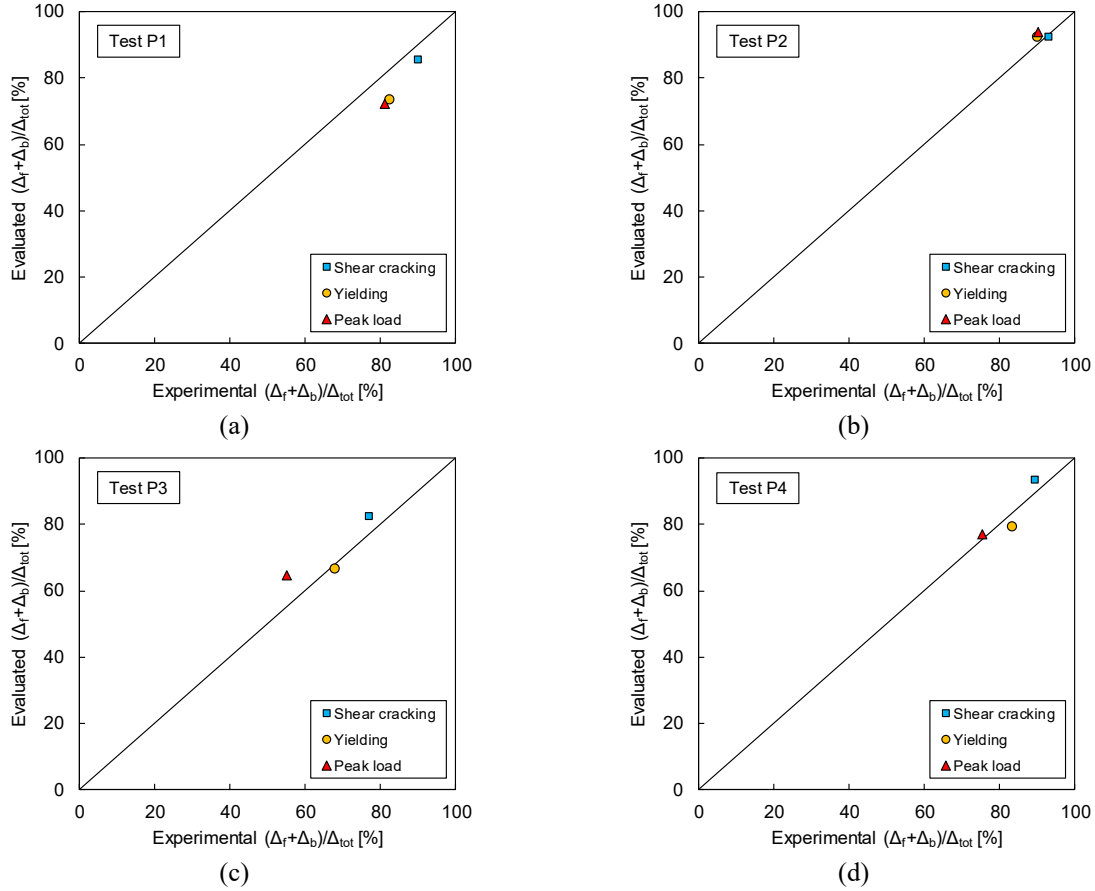 Test P1
100
80
60
40
20
0
Evaluated (Δf+Δb)/Δtot [%]
Shear cracking
Yielding
Peak load
0 20 40 60 80 100
Experimental (Δf+Δb)/Δtot [%]
(a)
Test P2
100
80
60
40
20
0
Evaluated (Δf+Δb)/Δtot [%]
Shear cracking
Yielding
Peak load
0 20 40 60 80 100
Experimental (Δf+Δb)/Δtot [%]
(b)
Test P3
100
80
60
40
20
0
Evaluated (Δf+Δb)/Δtot [%]
Shear cracking
Yielding
Peak load
0 20 40 60 80 100
Experimental (Δf+Δb)/Δtot [%]
(c)
Test P4
100
80
60
40
20
0
Evaluated (Δf+Δb)/Δtot [%]
Shear cracking
Yielding
Peak load
0 20 40 60 80 100
Experimental (Δf+Δb)/Δtot [%]
(d)